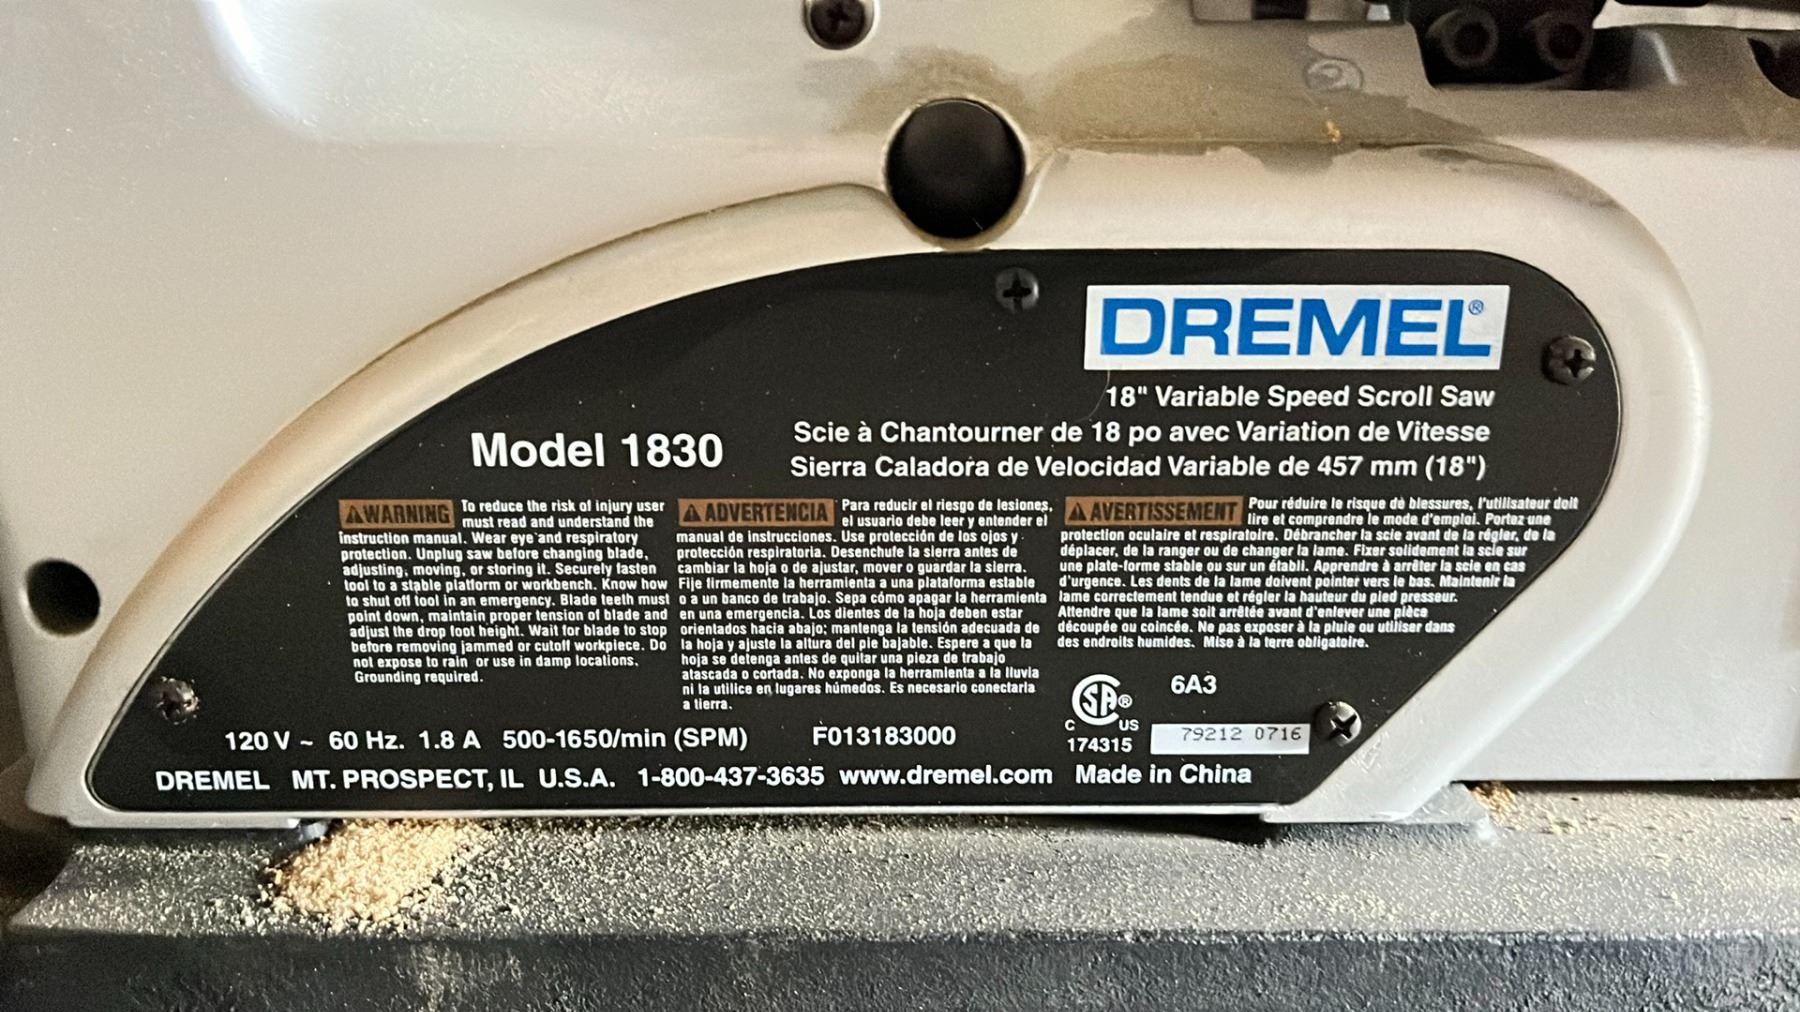 DREMEL®
18" Variable Speed Scroll Saw
Scie à Chantourner de 18 po avec Variation de Vitesse
Sierra Caladora de Velocidad Variable de 457 mm (18")
Model 1830
WARNING To reduce the risk of injury user
must read and understand the
instruction manual. Wear eye and respiratory
protection. Unplug saw before changing blade,
adjusting, moving, or storing it. Securely fasten
tool to a stable platform or workbench. Know how
to shut off tool in an emergency. Blade teeth must
point down, maintain proper tension of blade and
adjust the drop foot height. Wait for blade to stop
before removing jammed or cutoff workpiece. Do
not expose to rain or use in damp locations.
Grounding required.
ADVERTENCIA Para reducir el riesgo de lesiones,
el usuario debe leer y entender el
manual de instrucciones. Use protección de los ojos y
protección respiratoria. Desenchufe la sierra antes de
cambiar la hoja o de ajustar, mover o guardar la sierra.
Fije firmemente la herramienta a una plataforma estable
o a un banco de trabajo. Sepa cómo apagar la herramienta
en una emergencia. Los dientes de la hoja deben estar
orientados hacia abajo; mantenga la tensión adecuada de
la hoja y ajuste la altura del pie bajable. Espere a que la
hoja se detenga antes de quitar una pieza de trabajo
atascada o cortada. No exponga la herramienta a la lluvia
ni la utilice en lugares húmedos. Es necesario conectarla
a tierra.
AVERTISSEMENT Pour réduire le risque de blessures, l'utilisateur doit
lire et comprendre le mode d'emploi. Portez une
protection oculaire et respiratoire. Débrancher la scie avant de la régler, de la
déplacer, de la ranger ou de changer la lame. Fixer solidement la scie sur
une plate-forme stable ou sur un établi. Apprendre à arrêter la scie en cas
d'urgence. Les dents de la lame doivent pointer vers le bas. Maintenir la
lame correctement tendue et régler la hauteur du pied presseur.
Attendre que la lame soit arrêtée avant d'enlever une pièce
découpée ou coincée. Ne pas exposer à la pluie ou utiliser dans
des endroits humides. Mise à la terre obligatoire.
120 V ~ 60 Hz. 1.8 A 500-1650/min (SPM) F013183000
C SA® US
174315
6A3
79212 0716
DREMEL MT. PROSPECT, IL U.S.A. 1-800-437-3635 www.dremel.com Made in China